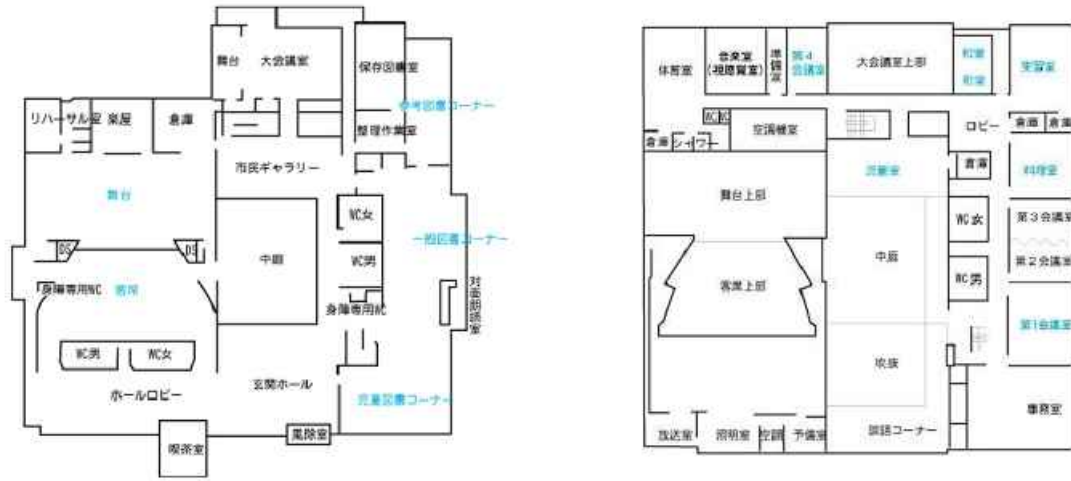 舞台
大会議室
保存図書室
参考図書コーナー
リハーサル室
楽屋
倉庫
整理作業室
市民ギャラリー
舞台
WC女
中庭
一般図書コーナー
DS
DS
WC男
身障専用WC
客席
対面朗読室
身障専用WC
WC男
WC女
玄関ホール
ホールロビー
児童図書コーナー
風除室
喫茶室
体育室
音楽室
(視聴覚室)
準備室
第4
会議室
大会議室上部
和室
和室
実習室
WC
WC
空調機室
ロビー
倉庫
倉庫
倉庫
シャワー
倉庫
料理室
舞台上部
WC女
第3会議室
中庭
第2会議室
WC男
客席上部
第1会議室
吹抜
事務室
放送室
照明室
空調
予備室
談話コーナー